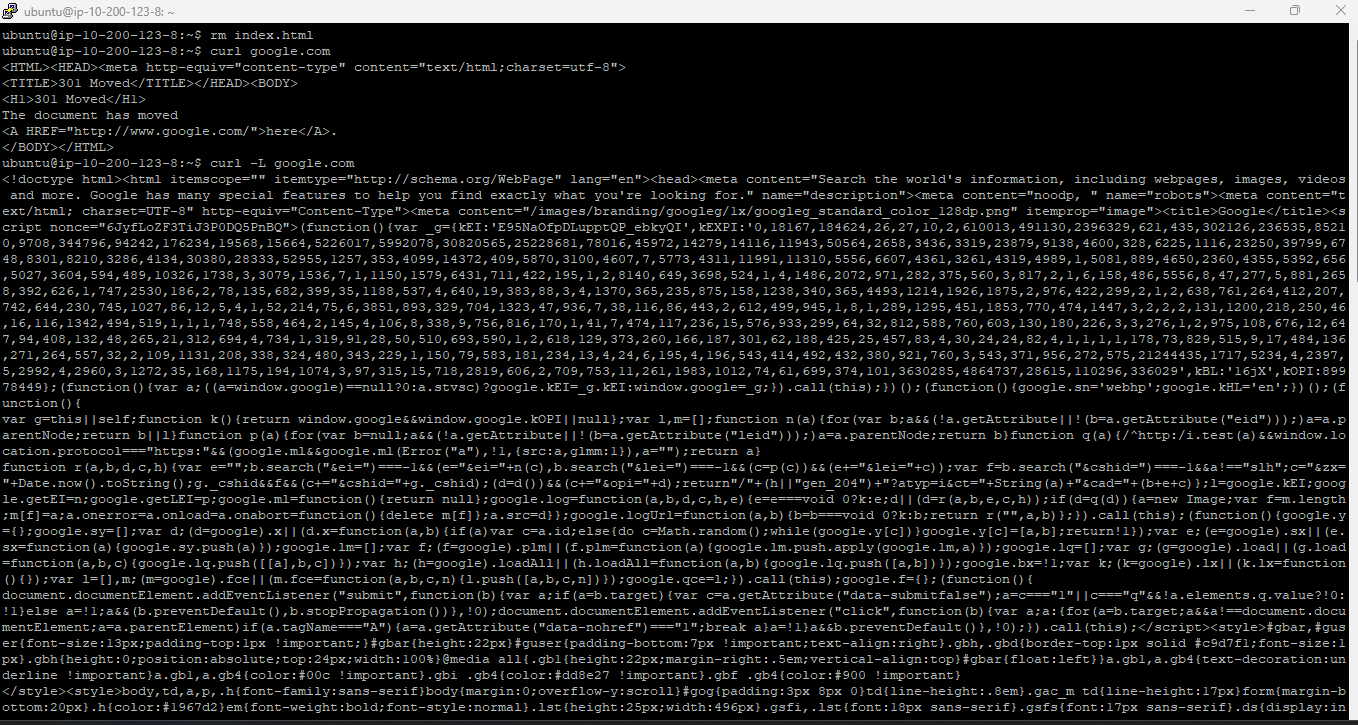 ubuntu@ip-10-200-123-8: ~
ubuntu@ip-10-200-123-8:~$ rm index.html
ubuntu@ip-10-200-123-8:~$ curl google.com
<HTML><HEAD><meta http-equiv="content-type" content="text/html;charset=utf-8">
<TITLE>301 Moved</TITLE></HEAD><BODY>
<H1>301 Moved</H1>
The document has moved
<A HREF="http://www.google.com/">here</A>.
</BODY></HTML>
ubuntu@ip-10-200-123-8:~$ curl -L google.com
<!doctype html><html itemscope="" itemtype="http://schema.org/WebPage" lang="en"><head><meta content="Search the world's information, including webpages, images, videos
 and more. Google has many special features to help you find exactly what you're looking for." name="description"><meta content="noodp, " name="robots"><meta content="t
ext/html; charset=UTF-8" http-equiv="Content-Type"><meta content="/images/branding/googleg/1x/googleg_standard_color_128dp.png" itemprop="image"><title>Google</title><s
cript nonce="6JyfLoZF3TiJ3P0DQ5PnBQ">(function(){var _g={kEI:'E95NaOfpDLupptQP_ebkyQI',kEXPI:'0,18167,184624,26,27,10,2,610013,491130,2396329,621,435,302126,236535,8521
0,9708,344796,94242,176234,19568,15664,5226017,5992078,30820565,25228681,78016,45972,14279,14116,11943,50564,2658,3436,3319,23879,9138,4600,328,6225,1116,23250,39799,67
48,8301,8210,3286,4134,30380,28333,52955,1257,353,4099,14372,409,5870,3100,4607,7,5773,4311,11991,11310,5556,6607,4361,3261,4319,4989,1,5081,889,4650,2360,4355,5392,656
,5027,3604,594,489,10326,1738,3,3079,1536,7,1,1150,1579,6431,711,422,195,1,2,8140,649,3698,524,1,4,1486,2072,971,282,375,560,3,817,2,1,6,158,486,5556,8,47,277,5,881,265
8,392,626,1,747,2530,186,2,78,135,682,399,35,1188,537,4,640,19,383,88,3,4,1370,365,235,875,158,1238,340,365,4493,1214,1926,1875,2,976,422,299,2,1,2,638,761,264,412,207,
742,644,230,745,1027,86,12,5,4,1,52,214,75,6,3851,893,329,704,1323,47,936,7,38,116,86,443,2,612,499,945,1,8,1,289,1295,451,1853,770,474,1447,3,2,2,2,131,1200,218,250,46
,16,116,1342,494,519,1,1,1,748,558,464,2,145,4,106,8,338,9,756,816,170,1,41,7,474,117,236,15,576,933,299,64,32,812,588,760,603,130,180,226,3,3,276,1,2,975,108,676,12,64
7,94,408,132,48,265,21,312,694,4,734,1,319,91,28,50,510,693,590,1,2,618,129,373,260,166,187,301,62,188,425,25,457,83,4,30,24,24,82,4,1,1,1,1,178,73,829,515,9,17,484,136
,271,264,557,32,2,109,1131,208,338,324,480,343,229,1,150,79,583,181,234,13,4,24,6,195,4,196,543,414,492,432,380,921,760,3,543,371,956,272,575,21244435,1717,5234,4,2397,
5,2992,4,2960,3,1272,35,168,1175,194,1074,3,97,315,15,718,2819,606,2,709,753,11,261,1983,1012,74,61,699,374,101,3630285,4864737,28615,110296,336029',kBL:'16jX',kOPI:899
78449};(function(){var a;((a=window.google)==null?0:a.stvsc)?google.kEI=_g.kEI:window.google=_g;}).call(this);})();(function(){google.sn='webhp';google.kHL='en';})();(f
unction(){
var g=this||self;function k(){return window.google&&window.google.kOPI||null};var l,m=[];function n(a){for(var b;a&&(!a.getAttribute||!(b=a.getAttribute("eid")));)a=a.p
arentNode;return b||l}function p(a){for(var b=null;a&&(!a.getAttribute||!(b=a.getAttribute("leid")));)a=a.parentNode;return b}function q(a){/^http:/i.test(a)&&window.lo
cation.protocol==="https:"&&(google.ml&&google.ml(Error("a"),!1,{src:a,glmm:1}),a="");return a}
function r(a,b,d,c,h){var e="";b.search("&ei=")===-1&&(e="&ei="+n(c),b.search("&lei=")===-1&&(c=p(c))&&(e+="&lei="+c));var f=b.search("&cshid=")===-1&&a!=="slh";c="&zx=
"+Date.now().toString();g._cshid&&f&&(c+="&cshid="+g._cshid);(d=d())&&(c+="&opi="+d);return"/"+(h||"gen_204")+"?atyp=i&ct="+String(a)+"&cad="+(b+e+c)};l=google.kEI;goog
le.getEI=n;google.getLEI=p;google.ml=function(){return null};google.log=function(a,b,d,c,h,e){e=e===void 0?k:e;d||(d=r(a,b,e,c,h));if(d=q(d)){a=new Image;var f=m.length
;m[f]=a;a.onerror=a.onload=a.onabort=function(){delete m[f]};a.src=d}};google.logUrl=function(a,b){b=b===void 0?k:b;return r("",a,b)};}).call(this);(function(){google.y
={};google.sy=[];var d;(d=google).x||(d.x=function(a,b){if(a)var c=a.id;else{do c=Math.random();while(google.y[c])}google.y[c]=[a,b];return!1});var e;(e=google).sx||(e.
sx=function(a){google.sy.push(a)});google.lm=[];var f;(f=google).plm||(f.plm=function(a){google.lm.push.apply(google.lm,a)});google.lq=[];var g;(g=google).load||(g.load
=function(a,b,c){google.lq.push([[a],b,c])});var h;(h=google).loadAll||(h.loadAll=function(a,b){google.lq.push([a,b])});google.bx=!1;var k;(k=google).lx||(k.lx=function
(){});var l=[],m;(m=google).fce||(m.fce=function(a,b,c,n){l.push([a,b,c,n])});google.qce=l;}).call(this);google.f={};(function(){
document.documentElement.addEventListener("submit",function(b){var a;if(a=b.target){var c=a.getAttribute("data-submitfalse");a=c==="1"||c==="q"&&!a.elements.q.value?!0:
!1}else a=!1;a&&(b.preventDefault(),b.stopPropagation())},!0);document.documentElement.addEventListener("click",function(b){var a;a:{for(a=b.target;a&&a!==document.docu
mentElement;a=a.parentElement)if(a.tagName==="A"){a=a.getAttribute("data-nohref")==="1";break a}a=!1}a&&b.preventDefault()},!0);}).call(this);</script><style>#gbar,#gus
er{font-size:13px;padding-top:1px !important;}#gbar{height:22px}#guser{padding-bottom:7px !important;text-align:right}.gbh,.gbd{border-top:1px solid #c9d7f1;font-size:1
px}.gbh{height:0;position:absolute;top:24px;width:100%}@media all{.gb1{height:22px;margin-right:.5em;vertical-align:top}#gbar{float:left}}a.gb1,a.gb4{text-decoration:un
derline !important}a.gb1,a.gb4{color:#00c !important}.gbi .gb4{color:#dd8e27 !important}.gbf .gb4{color:#900 !important}
</style><style>body,td,a,p,.h{font-family:sans-serif}body{margin:0;overflow-y:scroll}#gog{padding:3px 8px 0}td{line-height:.8em}.gac_m td{line-height:17px}form{margin-b
ottom:20px}.h{color:#1967d2}em{font-weight:bold;font-style:normal}.lst{height:25px;width:496px}.gsfi,.lst{font:18px sans-serif}.gsfs{font:17px sans-serif}.ds{display:in